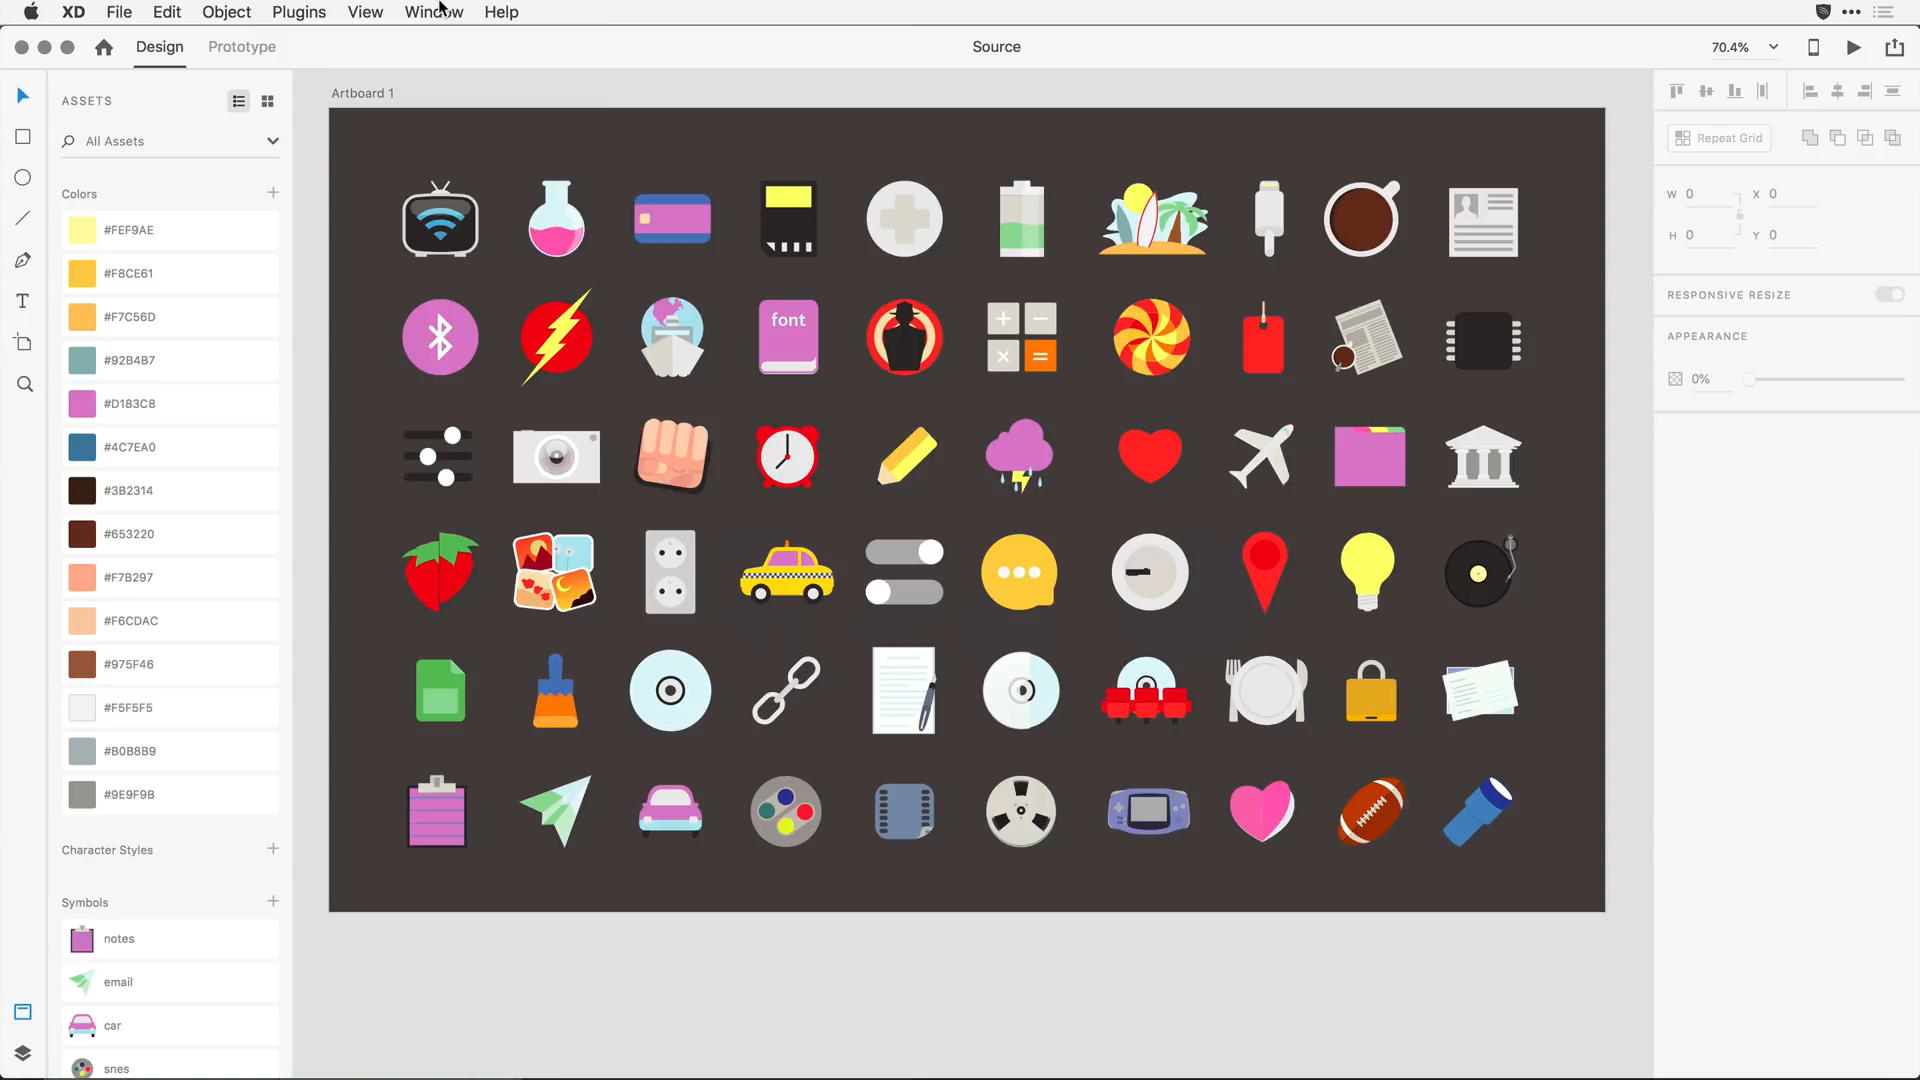 XD File Edit Object Plugins View Window Help
Design Prototype Source 70.4%
ASSETS
All Assets
Colors
#FEF9AE
#F8CE61
#F7C56D
#92B4B7
#D183C8
#4C7EA0
#3B2314
#653220
#F7B297
#F6CDAC
#975F46
#F5F5F5
#B0B8B9
#9E9F9B
Character Styles
Symbols
notes
email
car
snes
Artboard 1
font
Repeat Grid
W 0 X 0
H 0 Y 0
RESPONSIVE RESIZE
APPEARANCE
0%